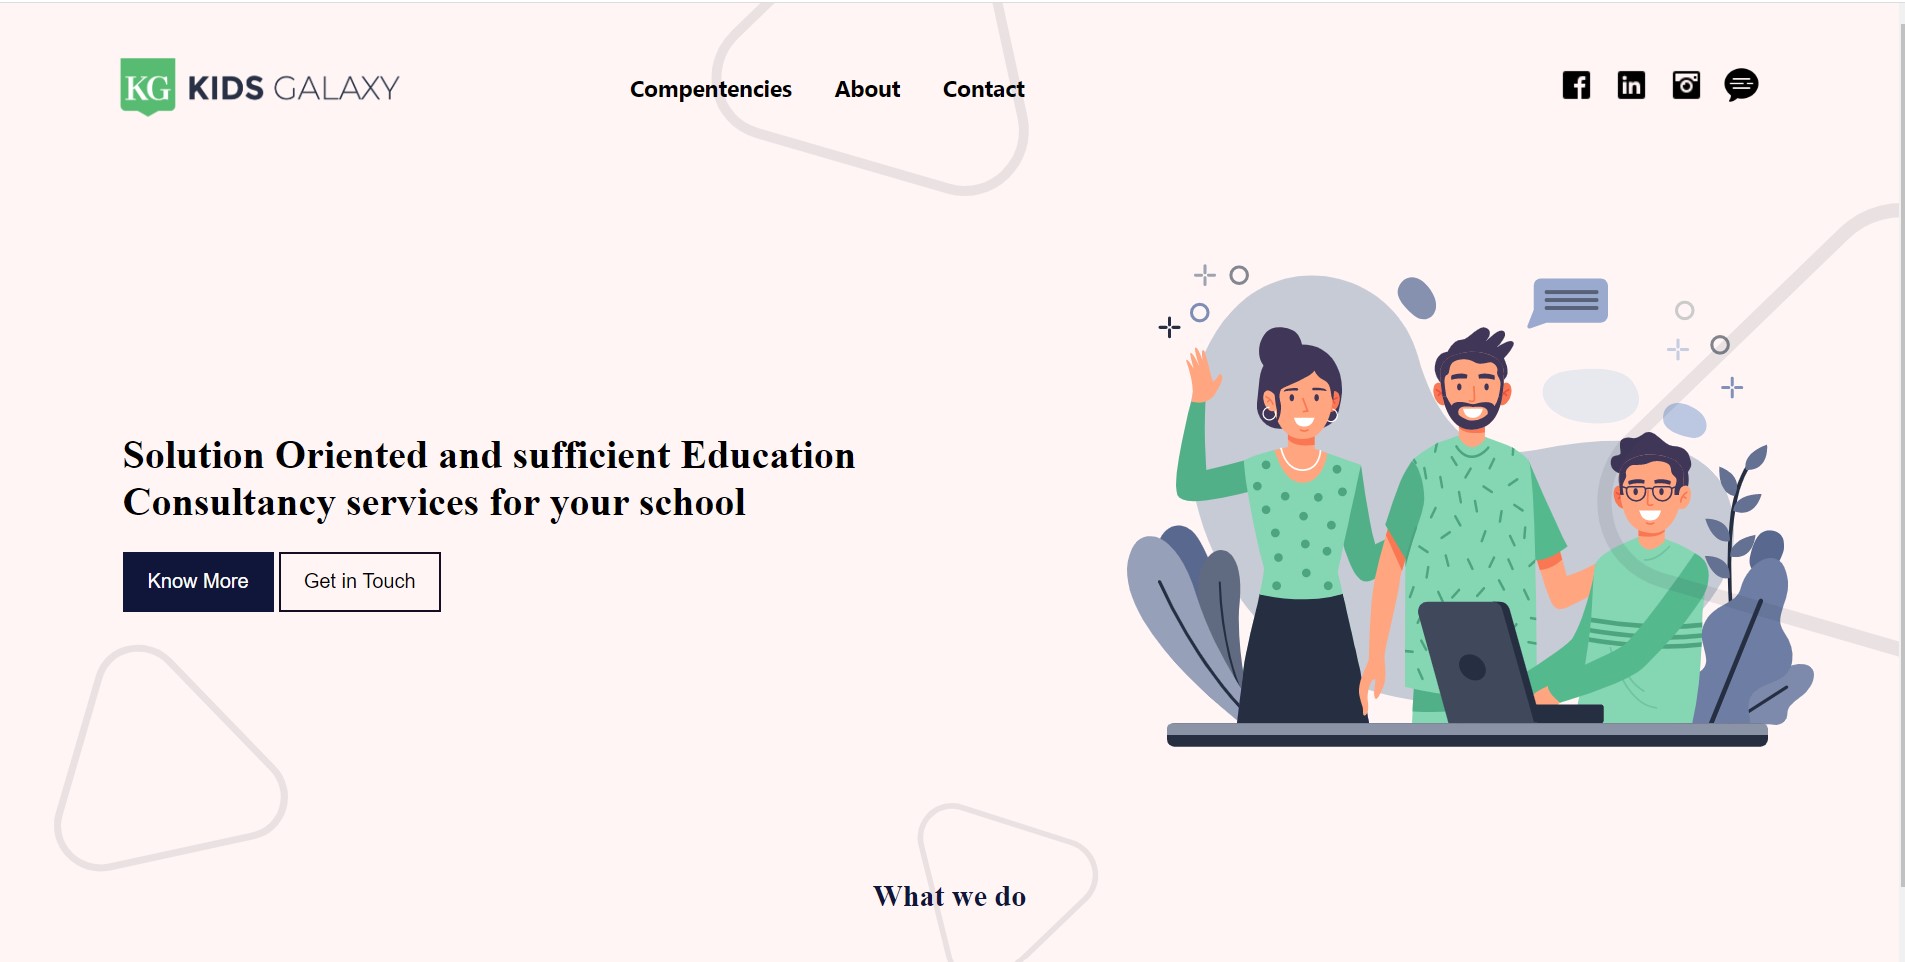 KG KIDS GALAXY
Compentencies About Contact
Solution Oriented and sufficient Education
Consultancy services for your school
Know More Get in Touch
What we do